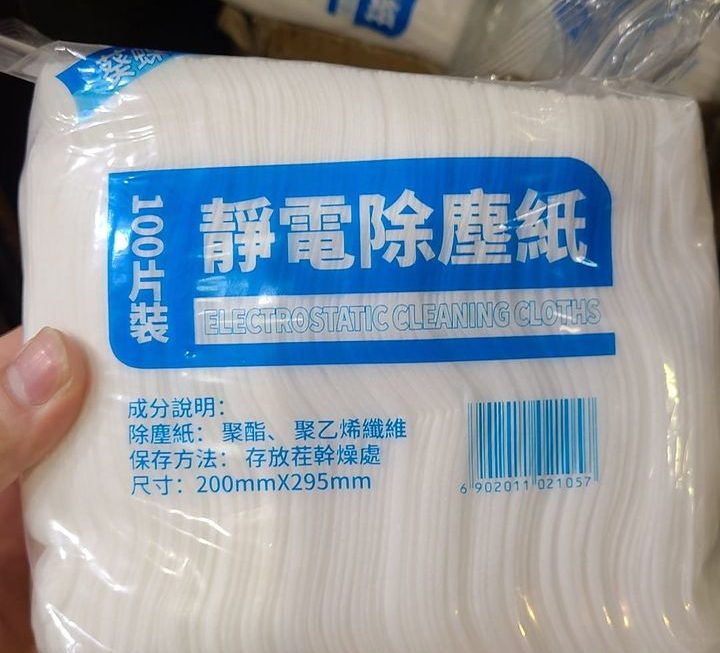 100片裝
靜電除塵紙
ELECTROSTATIC CLEANING CLOTHS
成分說明：
除塵紙： 聚酯、 聚乙烯纖維
保存方法： 存放茬幹燥處
尺寸：200mmX295mm
6 902011 021057